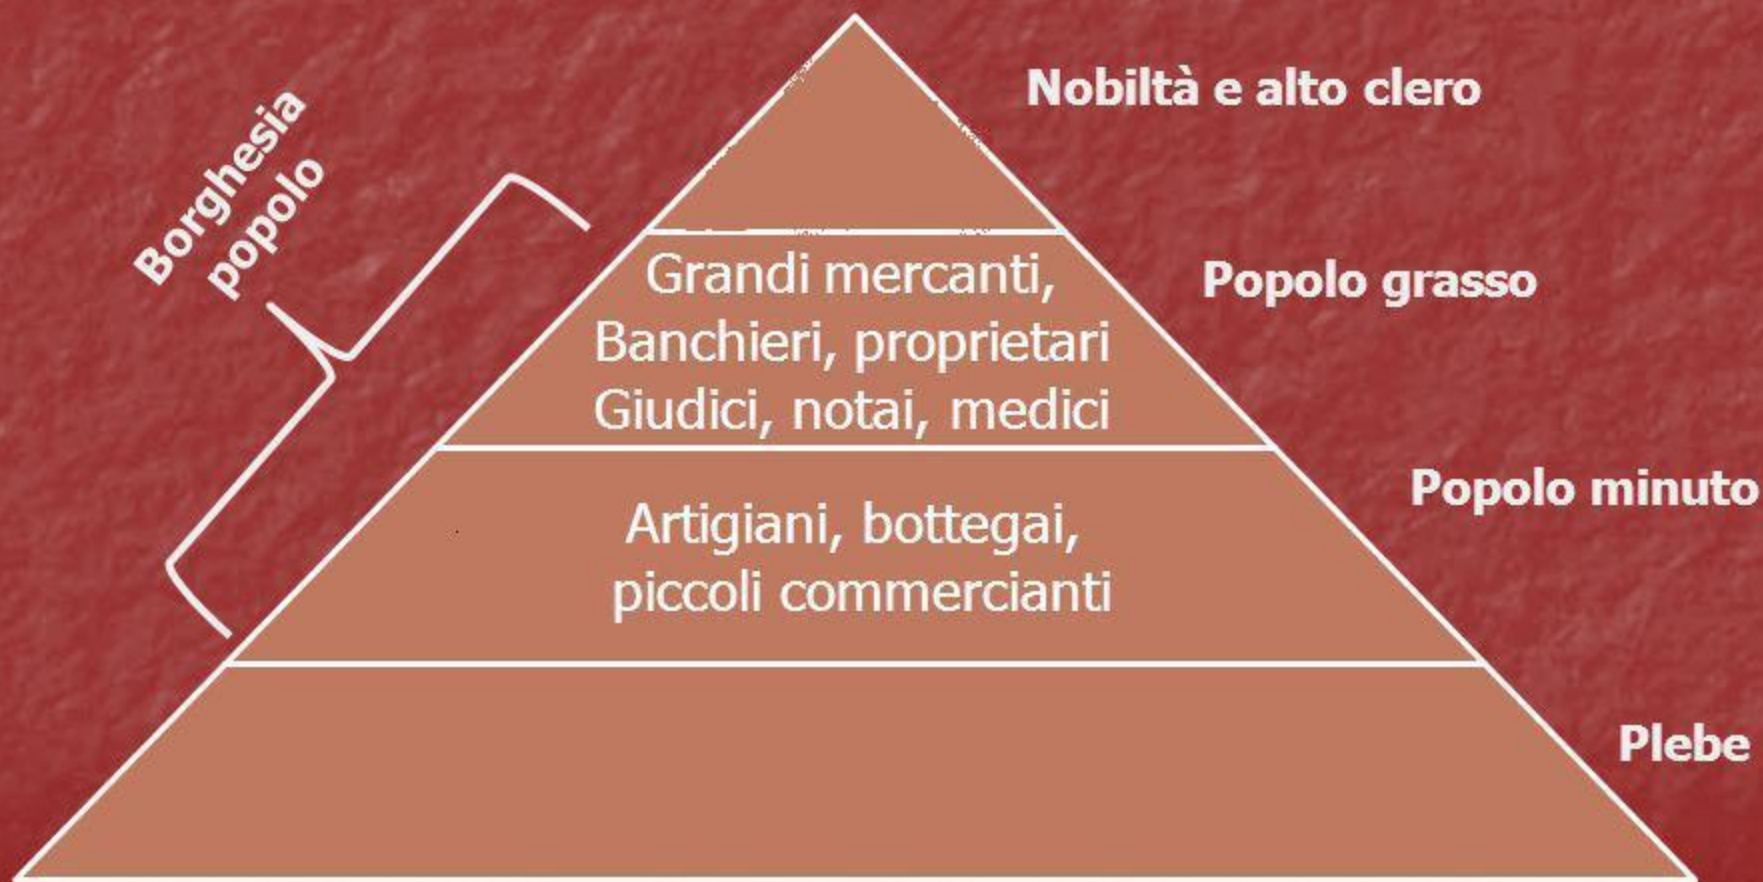 Nobiltà e alto clero
Borghesia
popolo
Grandi mercanti,
Banchieri, proprietari
Giudici, notai, medici
Popolo grasso
Artigiani, bottegai,
piccoli commercianti
Popolo minuto
Plebe